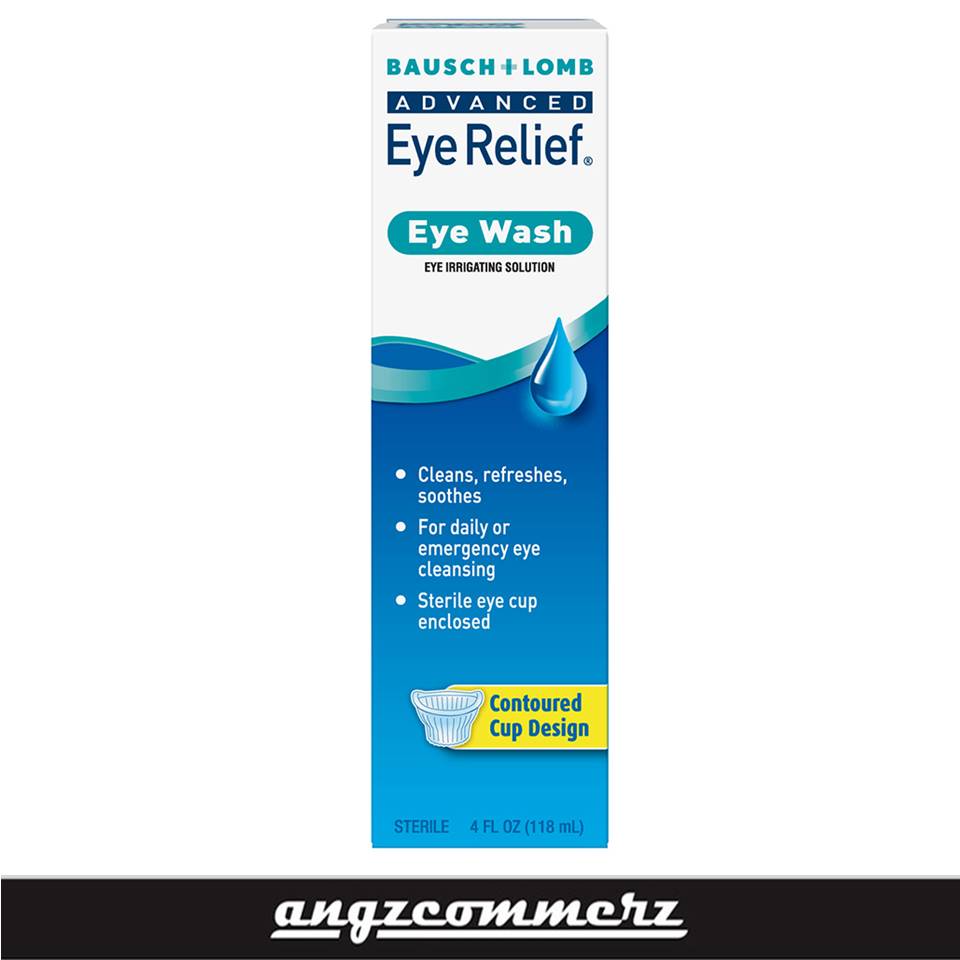 BAUSCH + LOMB
ADVANCED
Eye Relief®
Eye Wash
EYE IRRIGATING SOLUTION
• Cleans, refreshes,
soothes
• For daily or
emergency eye
cleansing
• Sterile eye cup
enclosed
Contoured
Cup Design
STERILE 4 FL OZ (118 mL)
angzcommerz